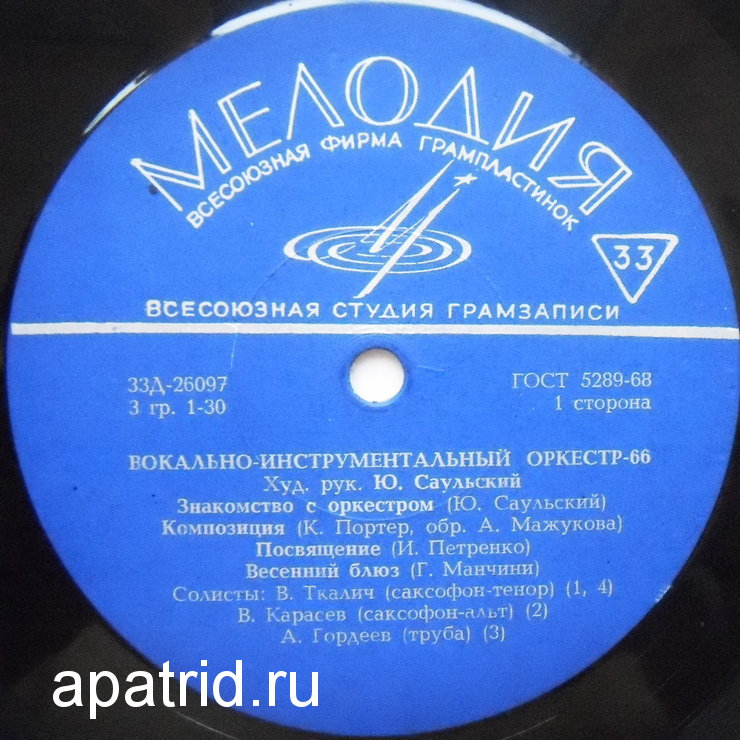 МЕЛОДИЯ
ВСЕСОЮЗНАЯ ФИРМА ГРАМПЛАСТИНОК
33
ВСЕСОЮЗНАЯ СТУДИЯ ГРАМЗАПИСИ
33Д-26097
ГОСТ 5289-68
3 гр. 1-30
1 сторона
ВОКАЛЬНО-ИНСТРУМЕНТАЛЬНЫЙ ОРКЕСТР-66
Худ. рук. Ю. Саульский
Знакомство с оркестром (Ю. Саульский)
Композиция (К. Портер, обр. А. Мажукова)
Посвящение (И. Петренко)
Весенний блюз (Г. Манчини)
Солисты: В. Ткалич (саксофон-тенор) (1, 4)
В. Карасев (саксофон-альт) (2)
А. Гордеев (труба) (3)
apatrid.ru